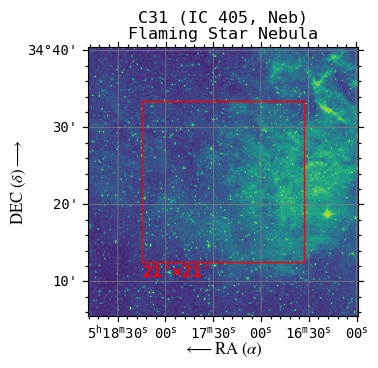 C31 (IC 405, Neb)
Flaming Star Nebula
34°40'
30'
20'
10'
DEC (δ) ⟶
21'×21'
5ʰ18ᵐ30ˢ 00ˢ 17ᵐ30ˢ 00ˢ 16ᵐ30ˢ 00ˢ
⟵ RA (α)